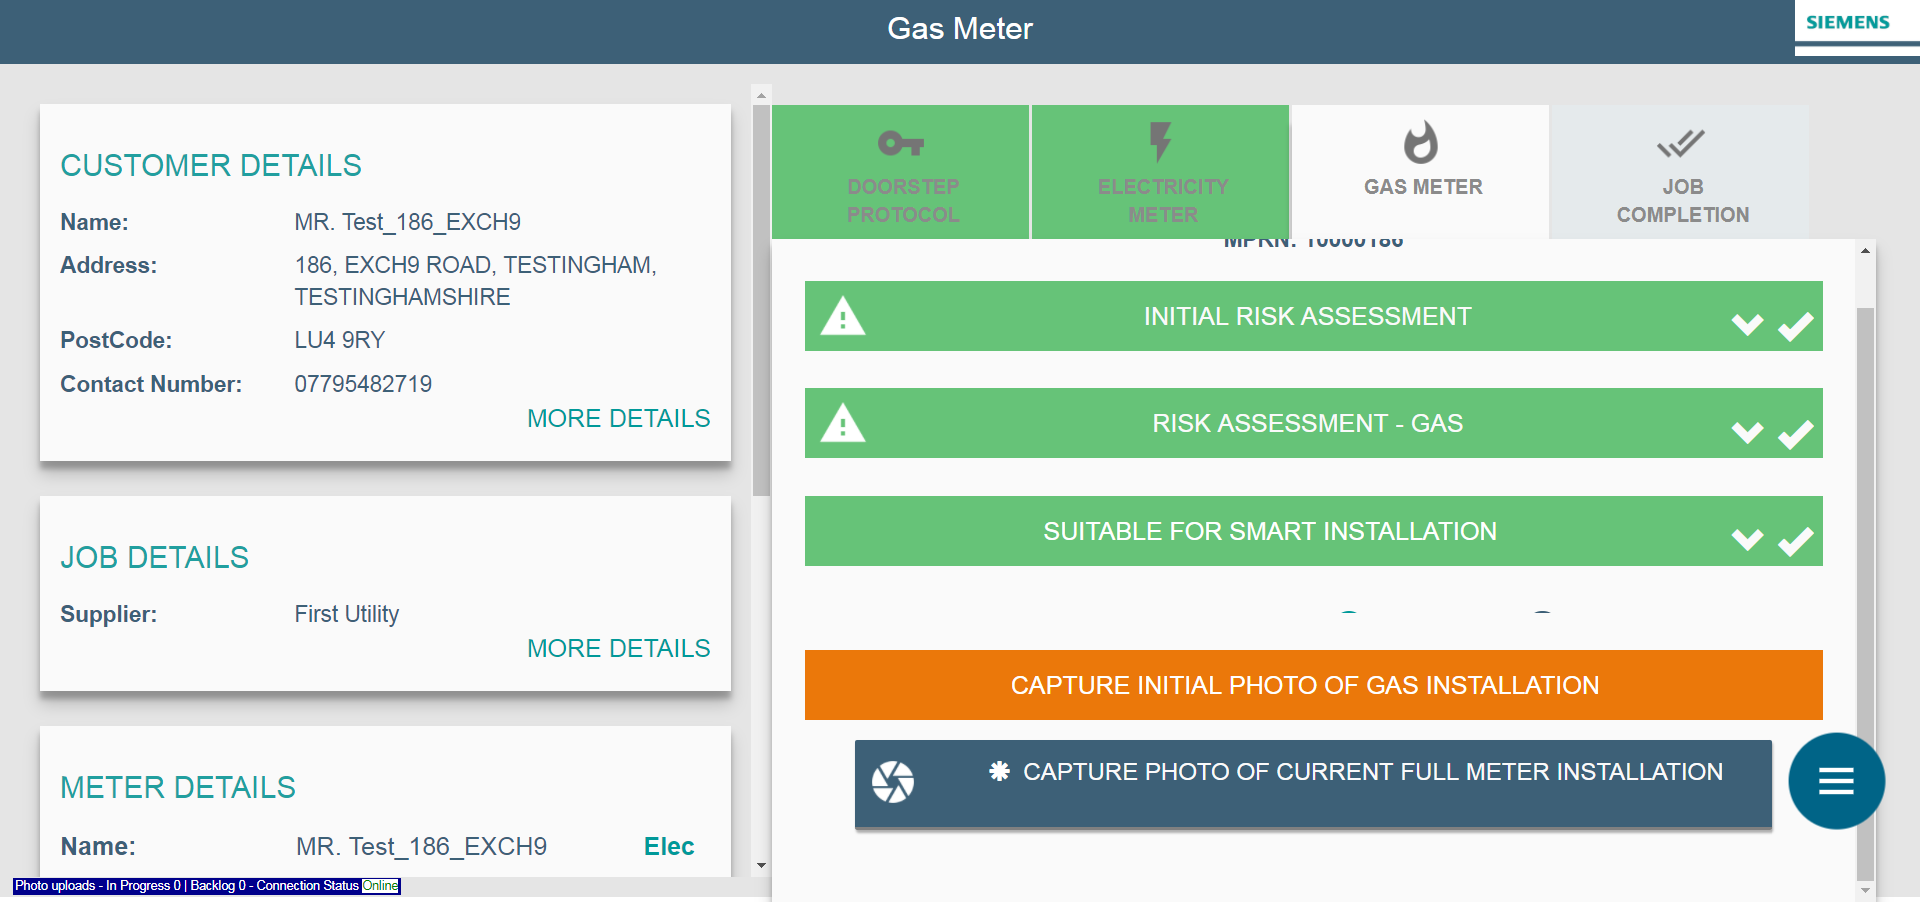 Gas Meter
SIEMENS
CUSTOMER DETAILS
Name: MR. Test_186_EXCH9
Address: 186, EXCH9 ROAD, TESTINGHAM,
TESTINGHAMSHIRE
PostCode: LU4 9RY
Contact Number: 07795482719
MORE DETAILS
JOB DETAILS
Supplier: First Utility
MORE DETAILS
METER DETAILS
Name: MR. Test_186_EXCH9 Elec
Photo uploads - In Progress 0 | Backlog 0 - Connection Status Online
DOORSTEP
PROTOCOL
ELECTRICITY
METER
GAS METER
JOB
COMPLETION
MPRN: 10000186
INITIAL RISK ASSESSMENT
RISK ASSESSMENT - GAS
SUITABLE FOR SMART INSTALLATION
CAPTURE INITIAL PHOTO OF GAS INSTALLATION
✱ CAPTURE PHOTO OF CURRENT FULL METER INSTALLATION